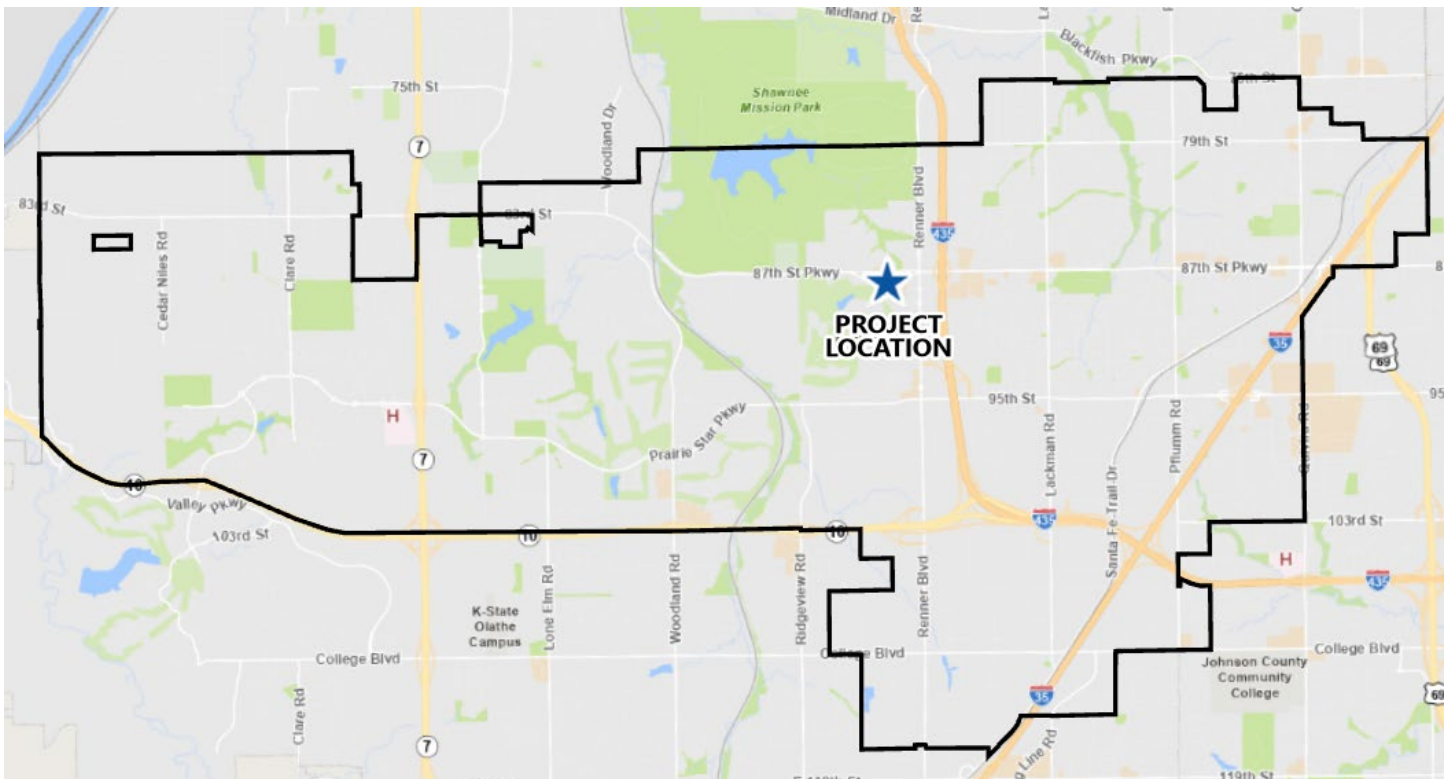 Midland Dr
Blackfish Pkwy
75th St
75th St
Shawnee
Mission Park
Woodland Dr
79th St
7
83rd St
83rd St
Renner Blvd
435
Cedar Niles Rd
Clare Rd
87th St Pkwy
87th St Pkwy
PROJECT
LOCATION
35
69
69
H
95th St
Prairie Star Pkwy
7
Lackman Rd
Pflumm Rd
Santa Fe Trail Dr
10
Valley Pkwy
103rd St
10
10
435
103rd St
H
435
K-State
Olathe
Campus
Lone Elm Rd
Woodland Rd
Ridgeview Rd
Renner Blvd
College Blvd
College Blvd
College Blvd
Johnson County
Community
College
Clare Rd
35
69
7
119th St